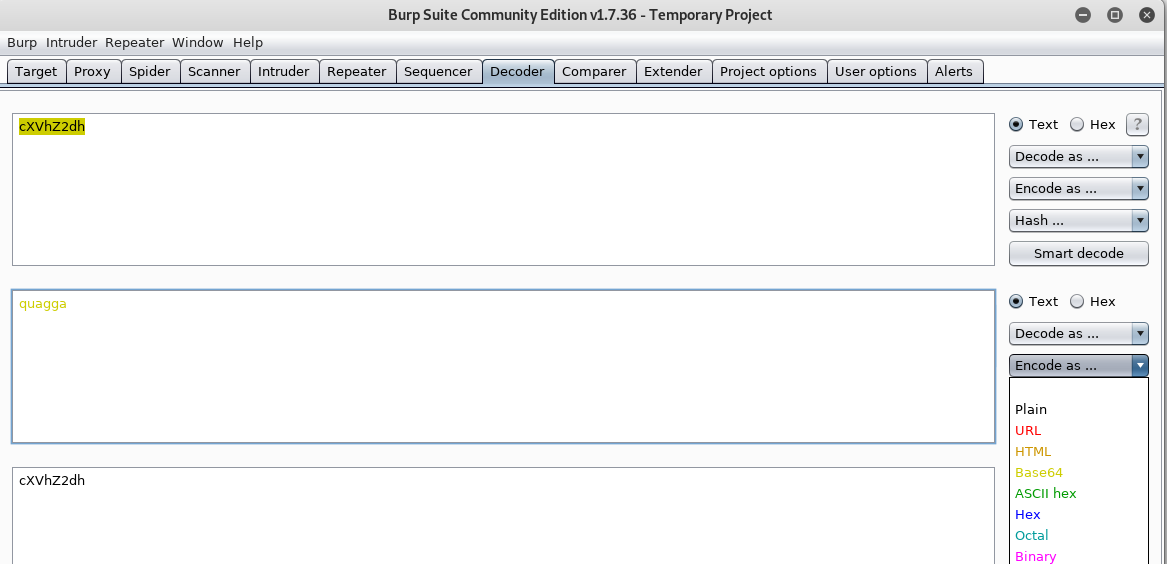 Burp Suite Community Edition v1.7.36 - Temporary Project
Burp Intruder Repeater Window Help
Target Proxy Spider Scanner Intruder Repeater Sequencer Decoder Comparer Extender Project options User options Alerts
cXVhZ2dh
Text Hex ?
Decode as ...
Encode as ...
Hash ...
Smart decode
quagga
Text Hex
Decode as ...
Encode as ...
Plain
URL
HTML
Base64
ASCII hex
Hex
Octal
Binary
cXVhZ2dh